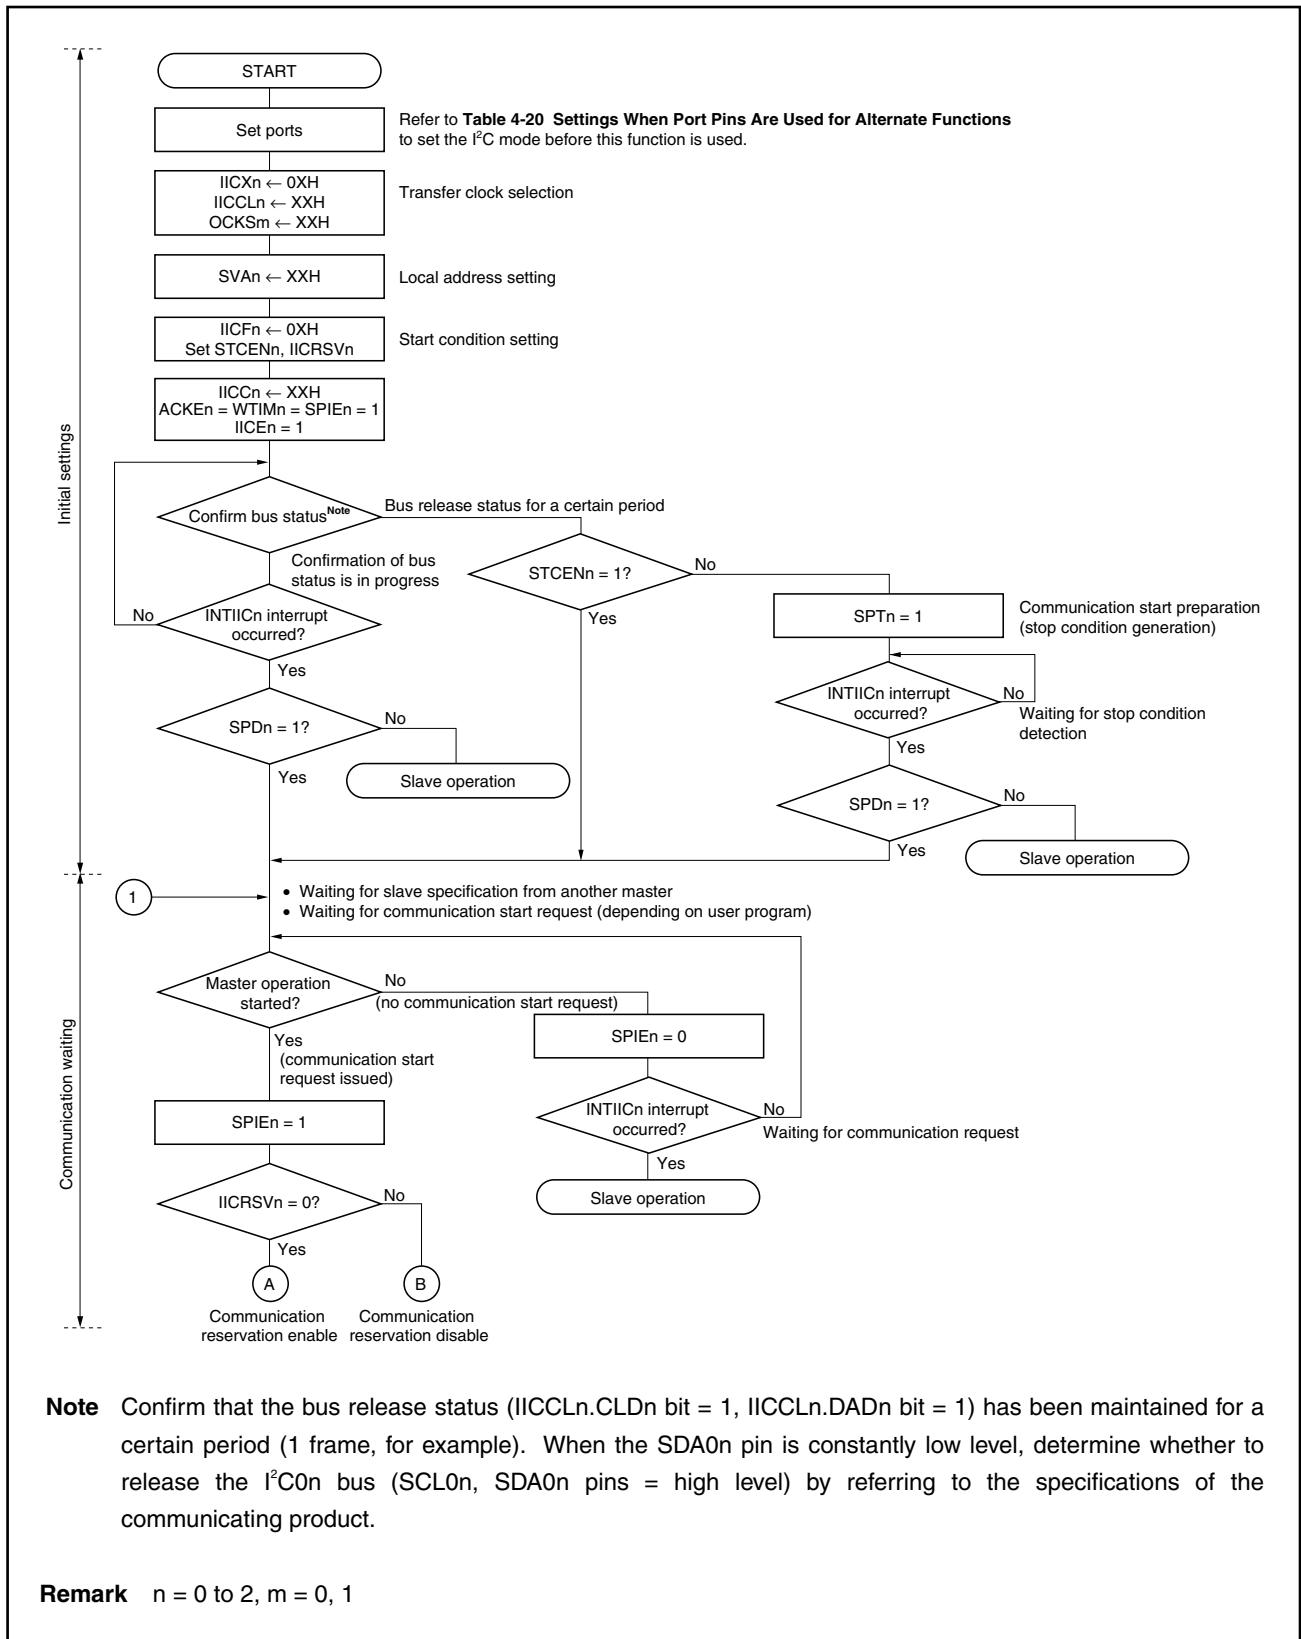 START
Set ports
Refer to Table 4-20 Settings When Port Pins Are Used for Alternate Functions
to set the I²C mode before this function is used.
IICXn ← 0XH
IICCLn ← XXH
OCKSm ← XXH
Transfer clock selection
SVAn ← XXH
Local address setting
IICFn ← 0XH
Set STCENn, IICRSVn
Start condition setting
IICCn ← XXH
ACKEn = WTIMn = SPIEn = 1
IICEn = 1
Initial settings
Confirm bus status^Note
Bus release status for a certain period
Confirmation of bus
status is in progress
STCENn = 1?
No
Yes
SPTn = 1
Communication start preparation
(stop condition generation)
No
INTIICn interrupt
occurred?
Yes
INTIICn interrupt
occurred?
No
Waiting for stop condition
detection
Yes
SPDn = 1?
No
Yes
Slave operation
SPDn = 1?
No
Yes
Slave operation
1
• Waiting for slave specification from another master
• Waiting for communication start request (depending on user program)
Communication waiting
Master operation
started?
No
(no communication start request)
Yes
(communication start
request issued)
SPIEn = 0
INTIICn interrupt
occurred?
No
Waiting for communication request
Yes
Slave operation
SPIEn = 1
IICRSVn = 0?
No
Yes
A
B
Communication
reservation enable
Communication
reservation disable
Note Confirm that the bus release status (IICCLn.CLDn bit = 1, IICCLn.DADn bit = 1) has been maintained for a
certain period (1 frame, for example). When the SDA0n pin is constantly low level, determine whether to
release the I²C0n bus (SCL0n, SDA0n pins = high level) by referring to the specifications of the
communicating product.
Remark n = 0 to 2, m = 0, 1